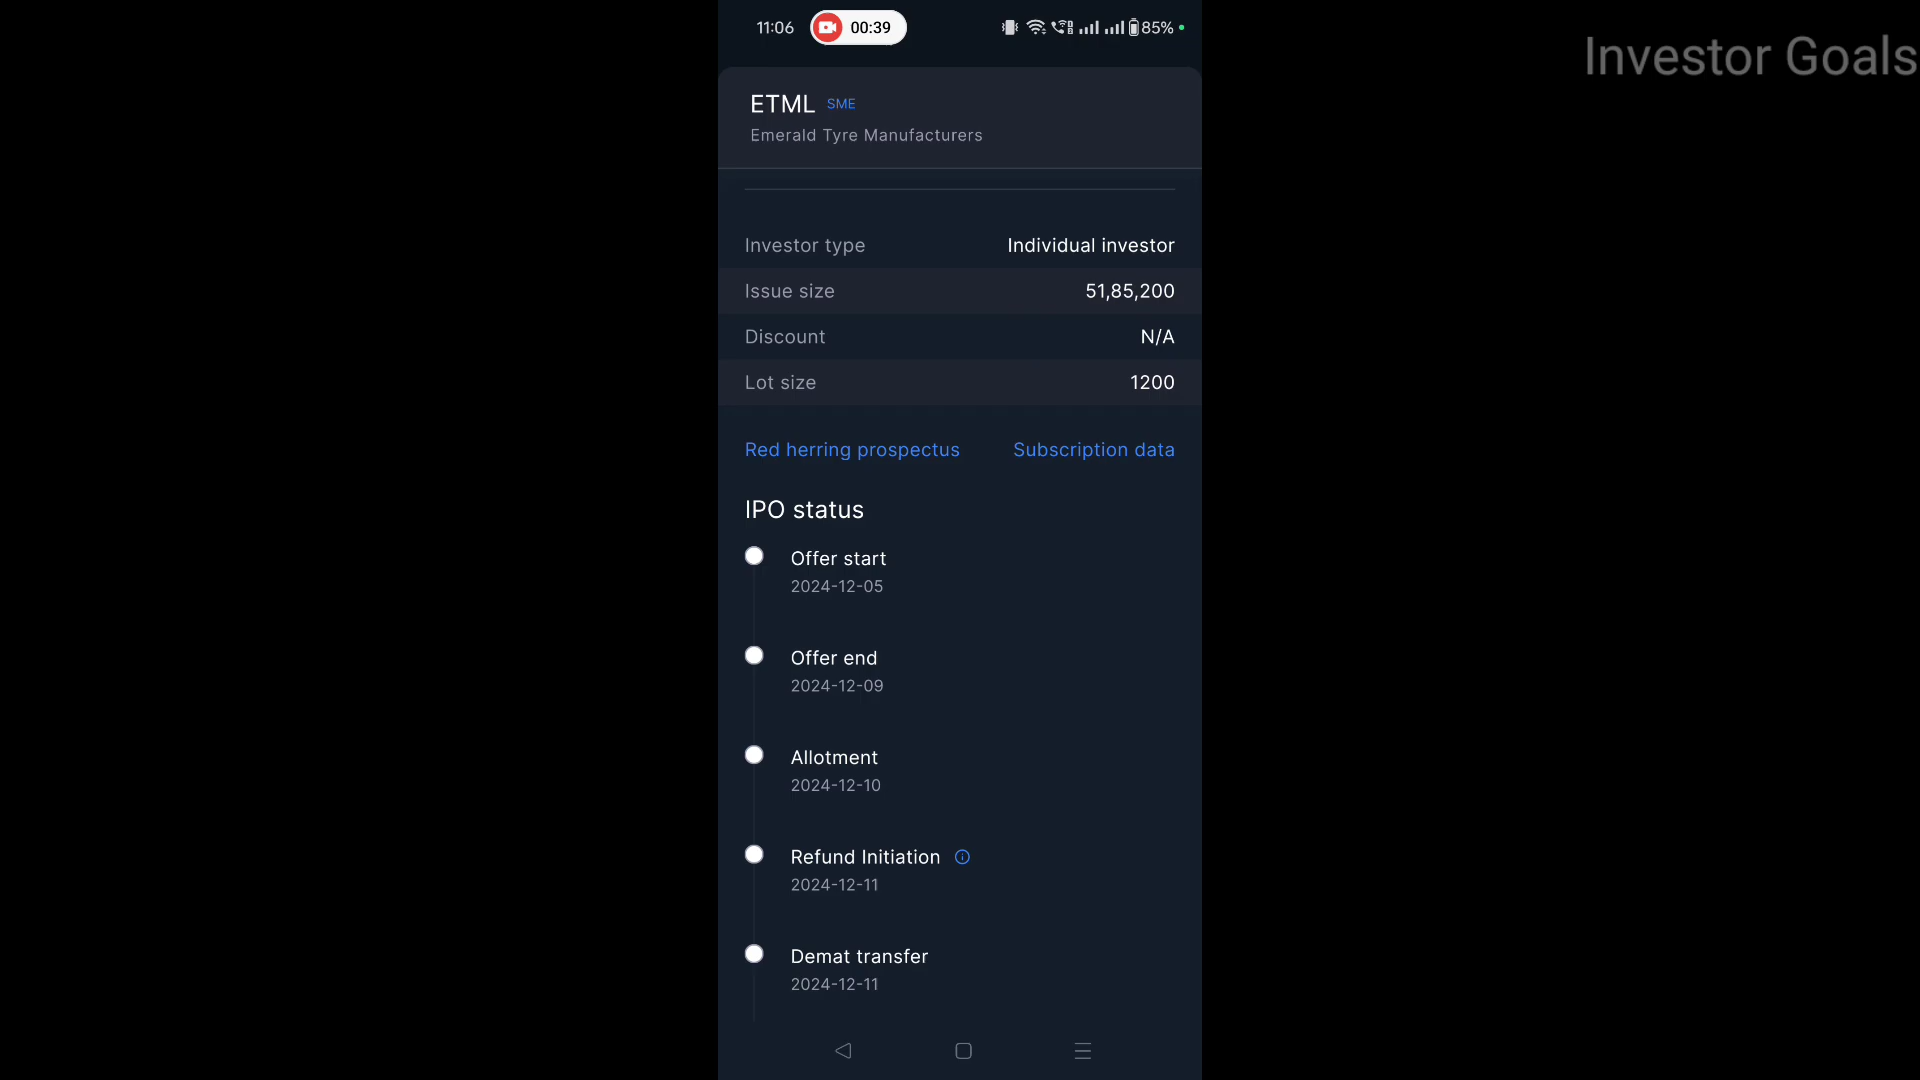 11:06 00:39 85%
Investor Goals
ETML SME
Emerald Tyre Manufacturers
Investor type Individual investor
Issue size 51,85,200
Discount N/A
Lot size 1200
Red herring prospectus Subscription data
IPO status
Offer start
2024-12-05
Offer end
2024-12-09
Allotment
2024-12-10
Refund Initiation
2024-12-11
Demat transfer
2024-12-11